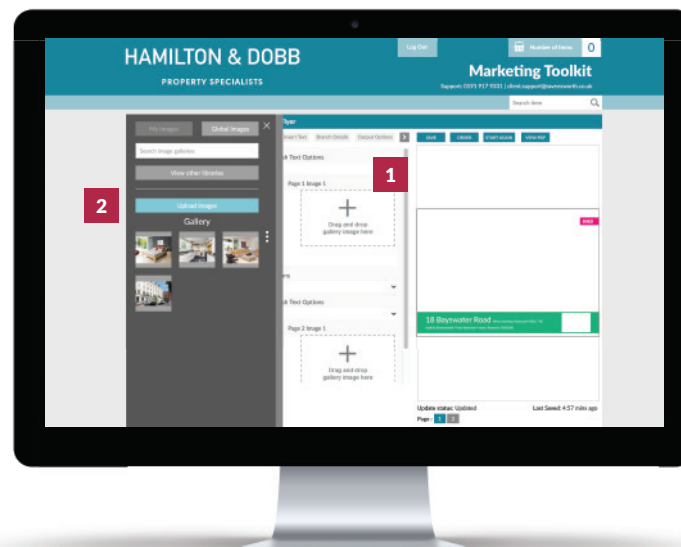 HAMILTON & DOBB
PROPERTY SPECIALISTS
Log Out
Number of Items 0
Marketing Toolkit
Search Item
My Images
Global Images
Flyer
Insert Text
Branch Details
Output Options
SAVE
START AGAIN
VIEW PDF
Search image galleries
Text Options
View other libraries
1
Page 1 Image 1
2
Upload Images
Drag and drop
gallery image here
Gallery
Text Options
18 Bayswater Road
Page 2 Image 1
Drag and drop
gallery image here
Update status: Updated
Last Saved: 4:57 mins ago
Page: 1 2